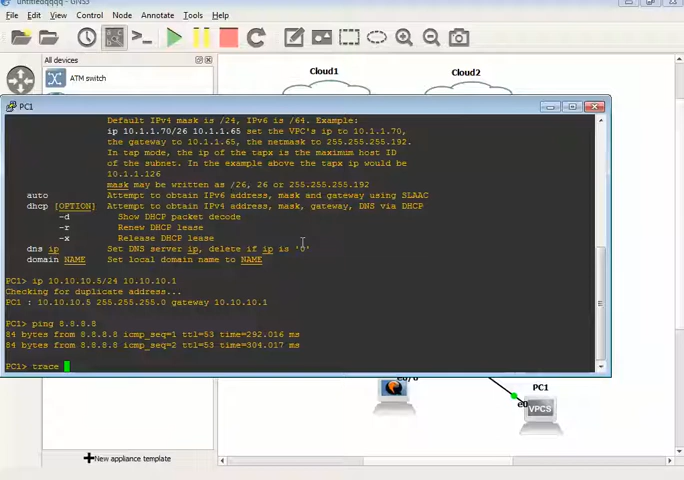 untitledqqqq - GNS3
File Edit View Control Node Annotate Tools Help
All devices
ATM switch
Cloud1
Cloud2
PC1
Default IPv4 mask is /24, IPv6 is /64. Example:
ip 10.1.1.70/26 10.1.1.65 set the VPC's ip to 10.1.1.70,
the gateway to 10.1.1.65, the netmask to 255.255.255.192.
In tap mode, the ip of the tapx is the maximum host ID
of the subnet. In the example above the tapx ip would be
10.1.1.126
mask may be written as /26, 26 or 255.255.255.192
auto Attempt to obtain IPv6 address, mask and gateway using SLAAC
dhcp [OPTION] Attempt to obtain IPv4 address, mask, gateway, DNS via DHCP
-d Show DHCP packet decode
-r Renew DHCP lease
-x Release DHCP lease
dns ip Set DNS server ip, delete if ip is '0'
domain NAME Set local domain name to NAME
PC1> ip 10.10.10.5/24 10.10.10.1
Checking for duplicate address...
PC1 : 10.10.10.5 255.255.255.0 gateway 10.10.10.1
PC1> ping 8.8.8.8
84 bytes from 8.8.8.8 icmp_seq=1 ttl=53 time=292.016 ms
84 bytes from 8.8.8.8 icmp_seq=2 ttl=53 time=304.017 ms
PC1> trace
e0/0
PC1
e0
VPCS
New appliance template